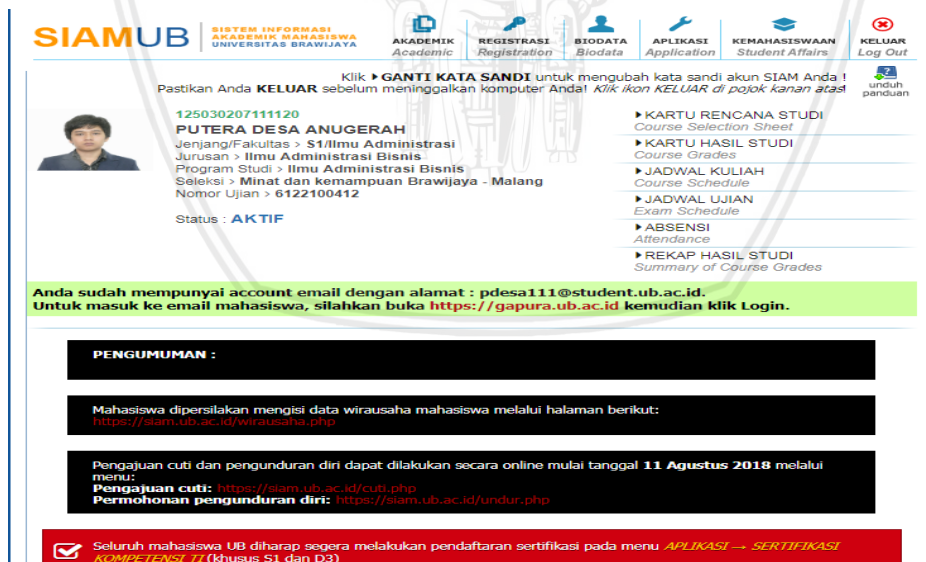 SIAMUB
SISTEM INFORMASI
AKADEMIK MAHASISWA
UNIVERSITAS BRAWIJAYA
AKADEMIK
Academic
REGISTRASI
Registration
BIODATA
Biodata
APLIKASI
Application
KEMAHASISWAAN
Student Affairs
KELUAR
Log Out
Klik ▸ GANTI KATA SANDI untuk mengubah kata sandi akun SIAM Anda !
Pastikan Anda KELUAR sebelum meninggalkan komputer Anda! Klik ikon KELUAR di pojok kanan atas!
unduh
panduan
125030207111120
PUTERA DESA ANUGERAH
Jenjang/Fakultas > S1/Ilmu Administrasi
Jurusan > Ilmu Administrasi Bisnis
Program Studi > Ilmu Administrasi Bisnis
Seleksi > Minat dan kemampuan Brawijaya - Malang
Nomor Ujian > 6122100412
Status : AKTIF
▸ KARTU RENCANA STUDI
Course Selection Sheet
▸ KARTU HASIL STUDI
Course Grades
▸ JADWAL KULIAH
Course Schedule
▸ JADWAL UJIAN
Exam Schedule
▸ ABSENSI
Attendance
▸ REKAP HASIL STUDI
Summary of Course Grades
Anda sudah mempunyai account email dengan alamat : pdesa111@student.ub.ac.id.
Untuk masuk ke email mahasiswa, silahkan buka https://gapura.ub.ac.id kemudian klik Login.
PENGUMUMAN :
Mahasiswa dipersilakan mengisi data wirausaha mahasiswa melalui halaman berikut:
https://siam.ub.ac.id/wirausaha.php
Pengajuan cuti dan pengunduran diri dapat dilakukan secara online mulai tanggal 11 Agustus 2018 melalui
menu:
Pengajuan cuti: https://siam.ub.ac.id/cuti.php
Permohonan pengunduran diri: https://siam.ub.ac.id/undur.php
Seluruh mahasiswa UB diharap segera melakukan pendaftaran sertifikasi pada menu APLIKASI → SERTIFIKASI
KOMPETENSI TI (khusus S1 dan D3)